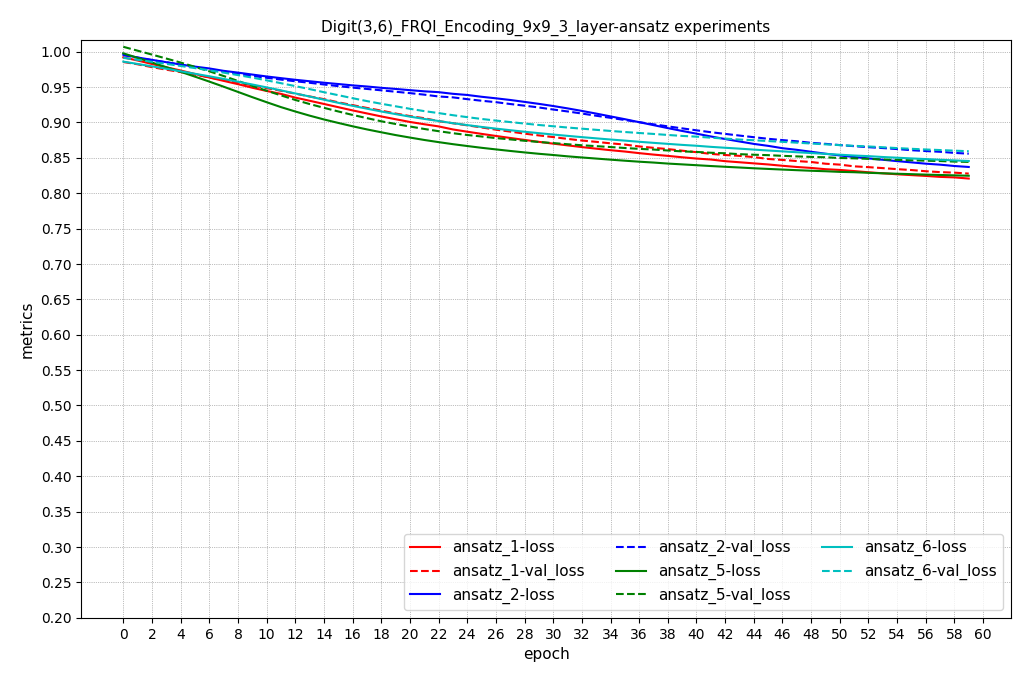 Digit(3,6)_FRQI_Encoding_9x9_3_layer-ansatz experiments
1.00
0.95
0.90
0.85
0.80
0.75
0.70
0.65
0.60
0.55
0.50
0.45
0.40
0.35
0.30
0.25
0.20
metrics
ansatz_1-loss ansatz_2-val_loss ansatz_6-loss
ansatz_1-val_loss ansatz_5-loss ansatz_6-val_loss
ansatz_2-loss ansatz_5-val_loss
0 2 4 6 8 10 12 14 16 18 20 22 24 26 28 30 32 34 36 38 40 42 44 46 48 50 52 54 56 58 60
epoch